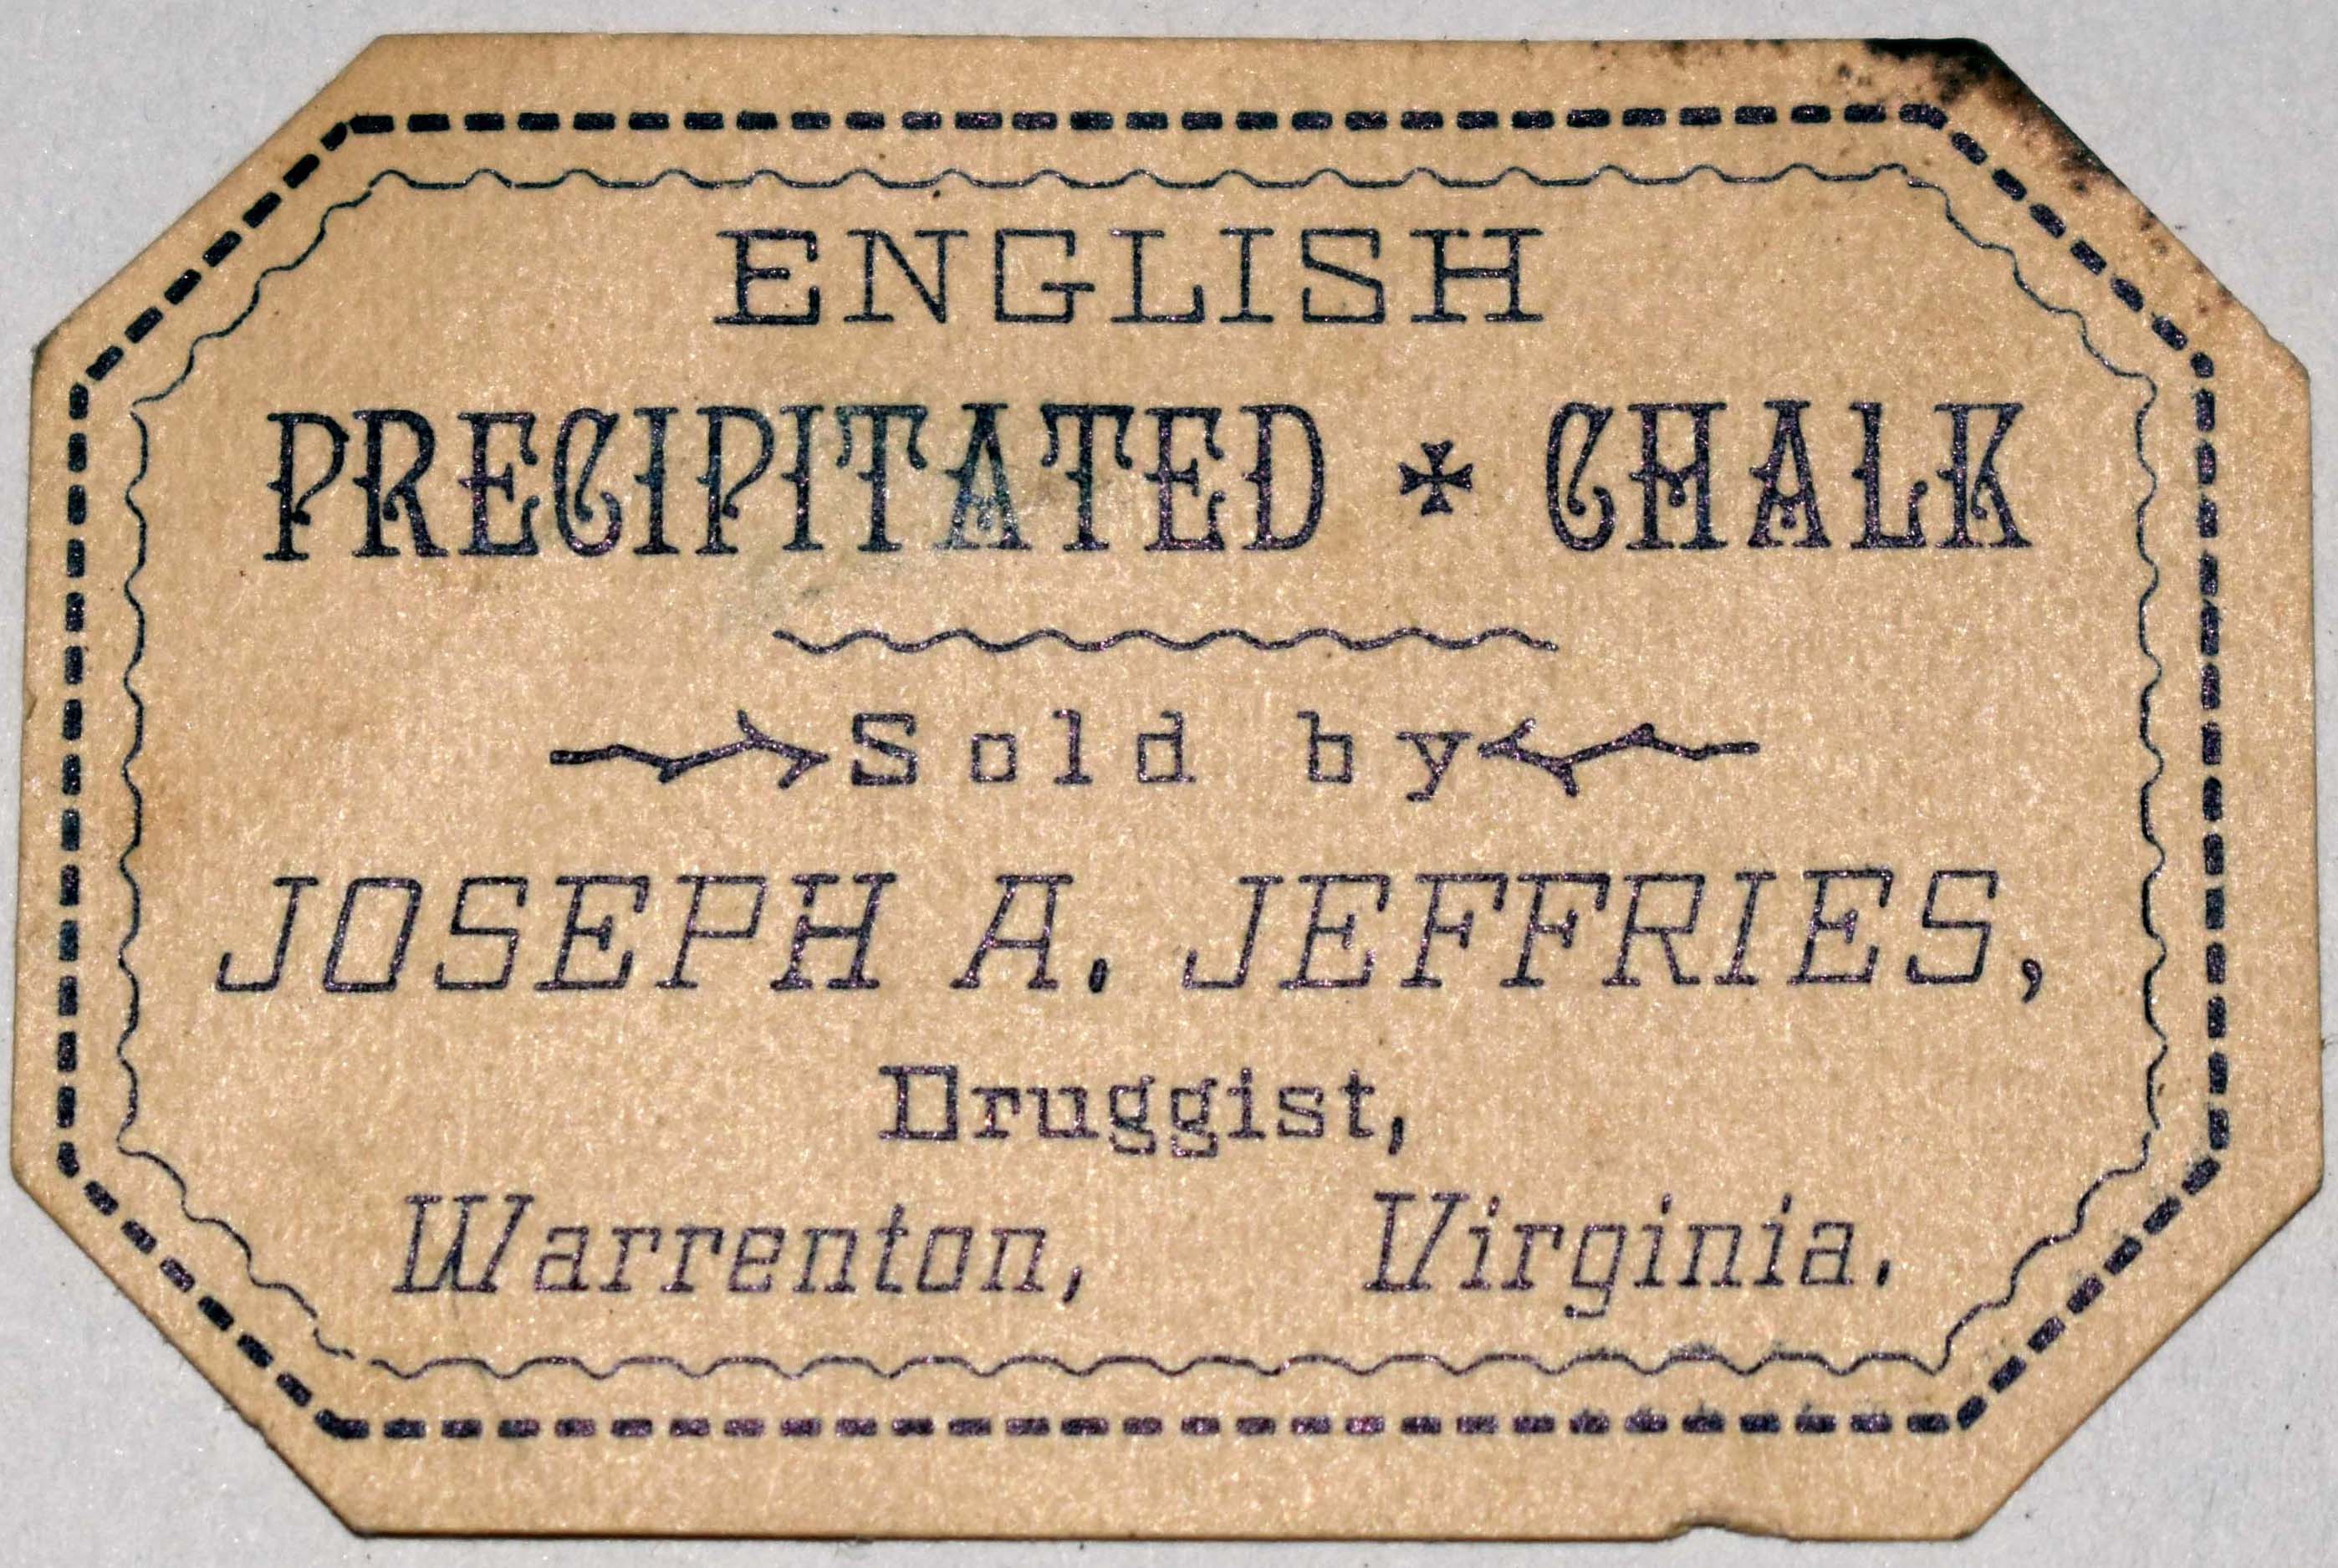 ENGLISH
PRECIPITATED ✠ CHALK
Sold by
JOSEPH A. JEFFRIES,
Druggist,
Warrenton, Virginia.